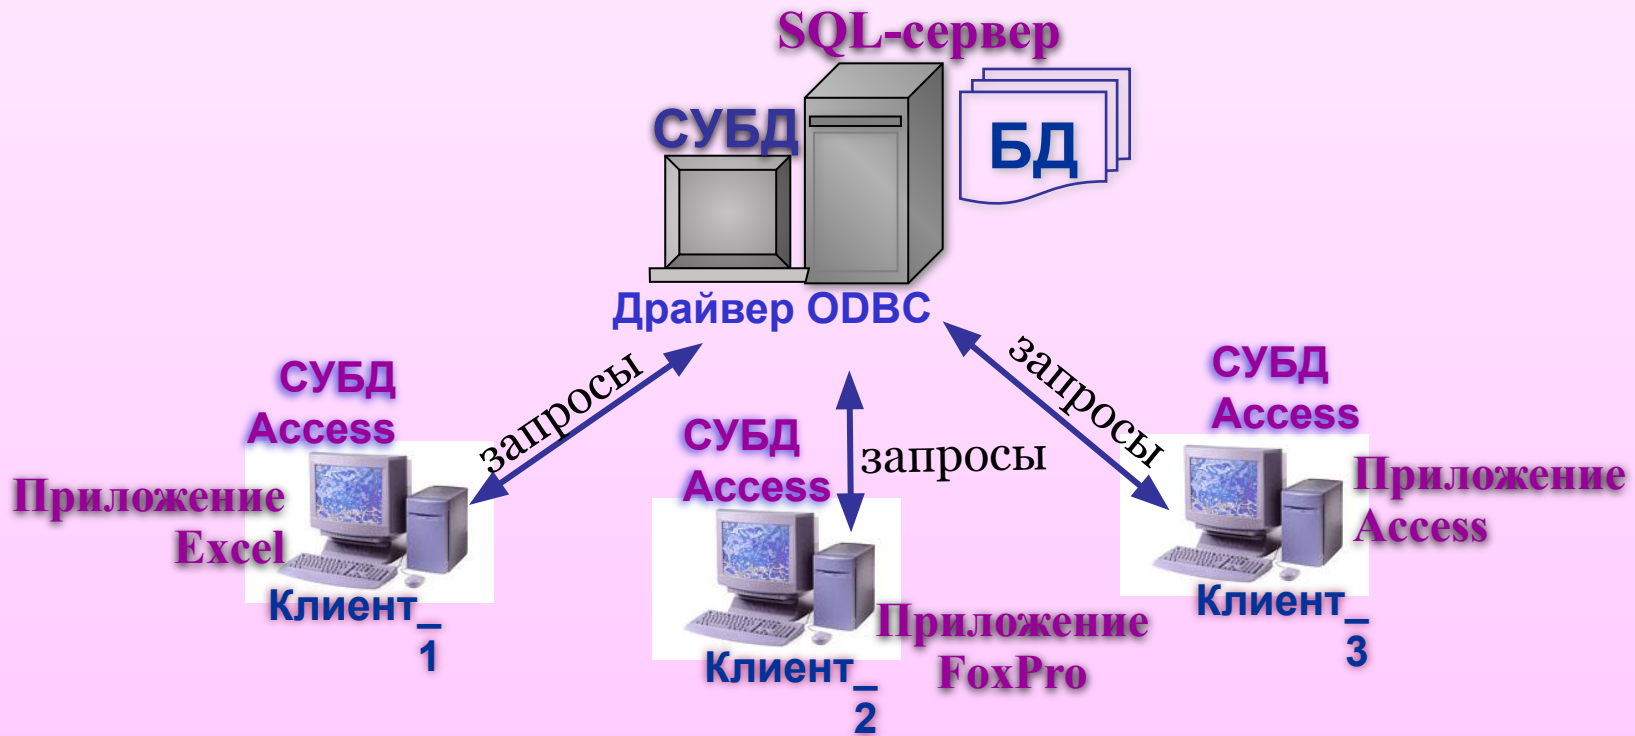 SQL-сервер
СУБД
БД
Драйвер ODBC
СУБД
Access
запросы
Приложение
Excel
Клиент_
1
СУБД
Access
запросы
Приложение
FoxPro
Клиент_
2
запросы
СУБД
Access
Приложение
Access
Клиент_
3